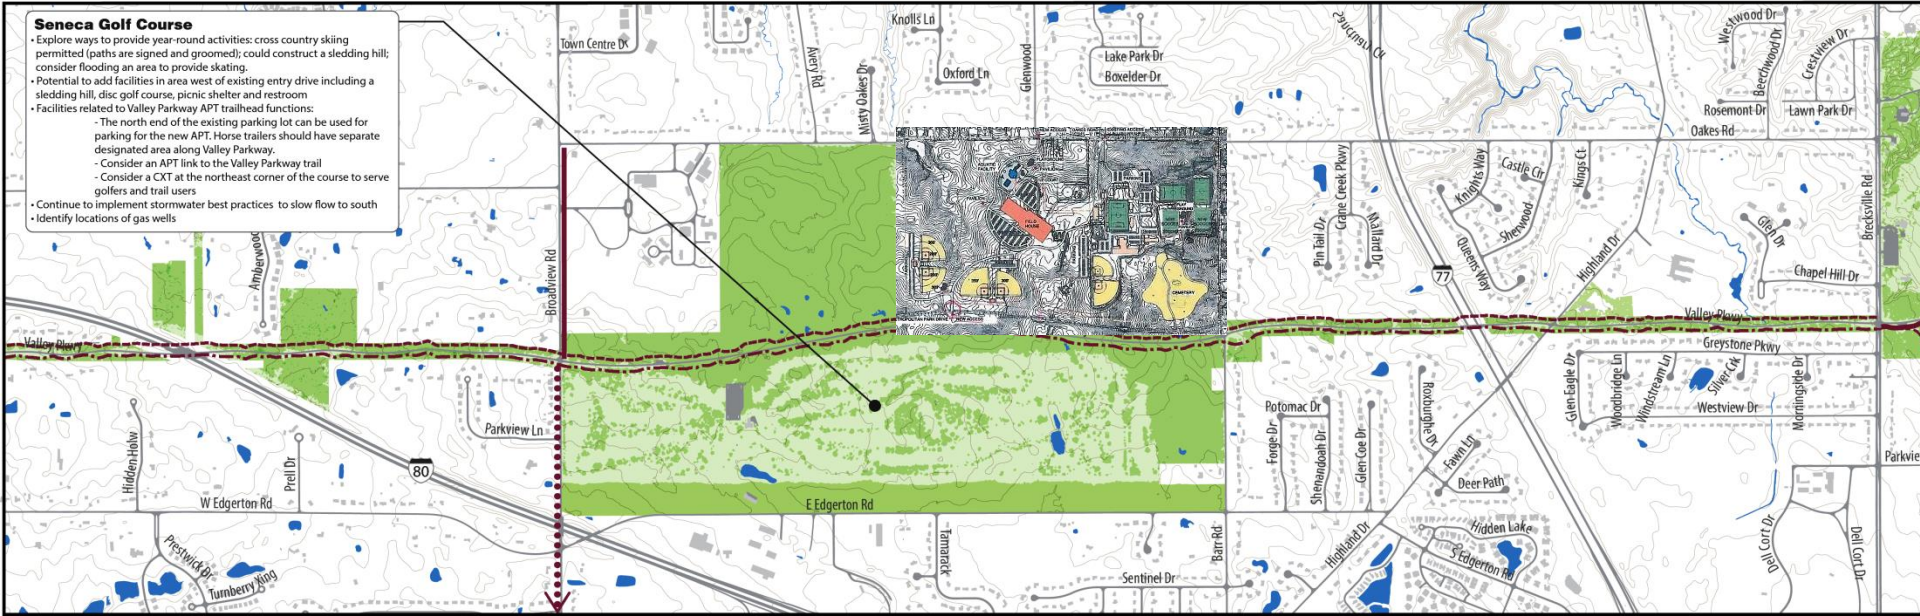 Seneca Golf Course
• Explore ways to provide year-round activities: cross country skiing
permitted (paths are signed and groomed); could construct a sledding hill;
consider flooding an area to provide skating.
• Potential to add facilities in area west of existing entry drive including a
sledding hill, disc golf course, picnic shelter and restroom
• Facilities related to Valley Parkway APT trailhead functions:
- The north end of the existing parking lot can be used for
parking for the new APT. Horse trailers should have separate
designated area along Valley Parkway.
- Consider an APT link to the Valley Parkway trail
- Consider a CXT at the northeast corner of the course to serve
golfers and trail users
• Continue to implement stormwater best practices to slow flow to south
• Identify locations of gas wells
Town Centre Dr
Avery Rd
Misty Oakes Dr
Knolls Ln
Oxford Ln
Glenwood
Lake Park Dr
Boxelder Dr
Westwood Dr
Beechwood Dr
Crestview Dr
Rosemont Dr
Lawn Park Dr
Oakes Rd
Amberwood
Broadview Rd
AQUATIC
FACILITY
FIELD
HOUSE
CEMETERY
Pin Tail Dr
Crane Creek Pkwy
Mallard Dr
Knights Way
Castle Cir
Kings Ct
Sherwood
Queens Way
Highland Dr
Glen Dr
Chapel Hill Dr
Brecksville Rd
77
Valley Pkwy
Valley Pkwy
Greystone Pkwy
Glen Eagle Dr
Woodbridge Ln
Windstream Ln
Silver Crk
Morningside Dr
Westview Dr
Hidden Holw
Prell Dr
Parkview Ln
80
W Edgerton Rd
E Edgerton Rd
Potomac Dr
Forge Dr
Shenandoah Dr
Glen Coe Dr
Roxburghe Dr
Fawn Ln
Deer Path
Parkvie
Prestwick Dr
Turnberry Xing
Tamarack
Sentinel Dr
Barr Rd
Highland Dr
Hidden Lake
S Edgerton Rd
Dell Cort Dr
Dell Cort Dr